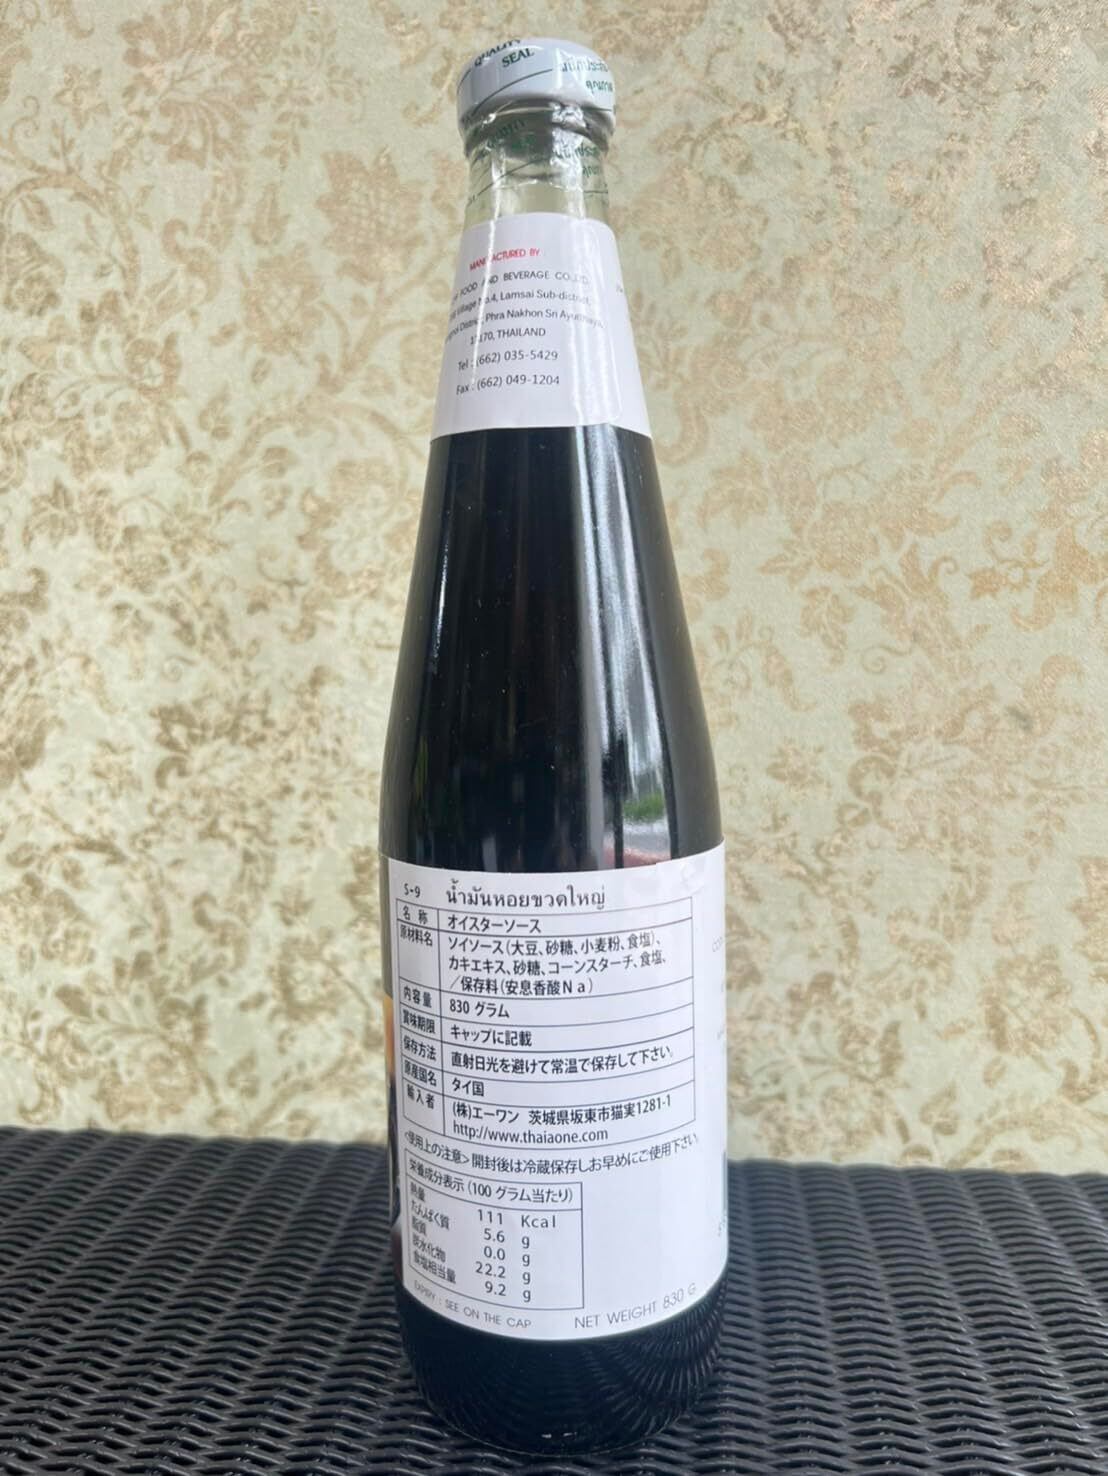 QUALITY
SEAL
MANUFACTURED BY
FOOD AND BEVERAGE CO.,LTD.
Village No.4, Lamsai Sub-district,
District, Phra Nakhon Sri Ayutthaya,
THAILAND
Tel : (662) 035-5429
Fax : (662) 049-1204
S-9 น้ำมันหอยขวดใหญ่
名称 オイスターソース
原材料名 ソイソース(大豆、砂糖、小麦粉、食塩)、
カキエキス、砂糖、コーンスターチ、食塩、
/保存料(安息香酸Na)
内容量 830 グラム
賞味期限 キャップに記載
保存方法 直射日光を避けて常温で保存して下さい。
原産国名 タイ国
輸入者 (株)エーワン 茨城県坂東市猫実1281-1
http://www.thaiaone.com
<使用上の注意>開封後は冷蔵保存しお早めにご使用下さい。
栄養成分表示(100 グラム当たり)
熱量 111 Kcal
たんぱく質 5.6 g
脂質 0.0 g
炭水化物 22.2 g
食塩相当量 9.2 g
EXPIRY : SEE ON THE CAP NET WEIGHT 830 G